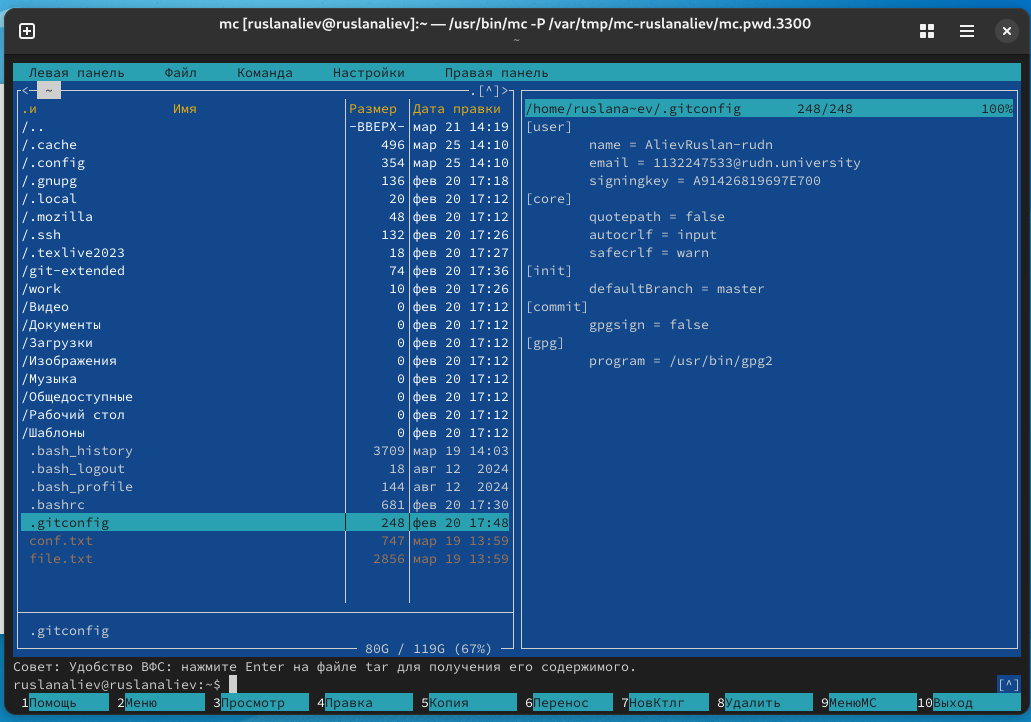 mc [ruslanaliev@ruslanaliev]:~ — /usr/bin/mc -P /var/tmp/mc-ruslanaliev/mc.pwd.3300
~
Левая панель Файл Команда Настройки Правая панель
<─ ~ .[^]>
.и Имя Размер Дата правки
/.. -ВВЕРХ- мар 21 14:19
/.cache 496 мар 25 14:10
/.config 354 мар 25 14:10
/.gnupg 136 фев 20 17:18
/.local 20 фев 20 17:12
/.mozilla 48 фев 20 17:12
/.ssh 132 фев 20 17:26
/.texlive2023 18 фев 20 17:27
/git-extended 74 фев 20 17:36
/work 10 фев 20 17:26
/Видео 0 фев 20 17:12
/Документы 0 фев 20 17:12
/Загрузки 0 фев 20 17:12
/Изображения 0 фев 20 17:12
/Музыка 0 фев 20 17:12
/Общедоступные 0 фев 20 17:12
/Рабочий стол 0 фев 20 17:12
/Шаблоны 0 фев 20 17:12
.bash_history 3709 мар 19 14:03
.bash_logout 18 авг 12 2024
.bash_profile 144 авг 12 2024
.bashrc 681 фев 20 17:30
.gitconfig 248 фев 20 17:48
conf.txt 747 мар 19 13:59
file.txt 2856 мар 19 13:59
.gitconfig
80G / 119G (67%)
/home/ruslana~ev/.gitconfig 248/248 100%
[user]
name = AlievRuslan-rudn
email = 1132247533@rudn.university
signingkey = A91426819697E700
[core]
quotepath = false
autocrlf = input
safecrlf = warn
[init]
defaultBranch = master
[commit]
gpgsign = false
[gpg]
program = /usr/bin/gpg2
Совет: Удобство ВФС: нажмите Enter на файле tar для получения его содержимого.
ruslanaliev@ruslanaliev:~$ [^]
1Помощь 2Меню 3Просмотр 4Правка 5Копия 6Перенос 7НовКтлг 8Удалить 9МенюМС 10Выход